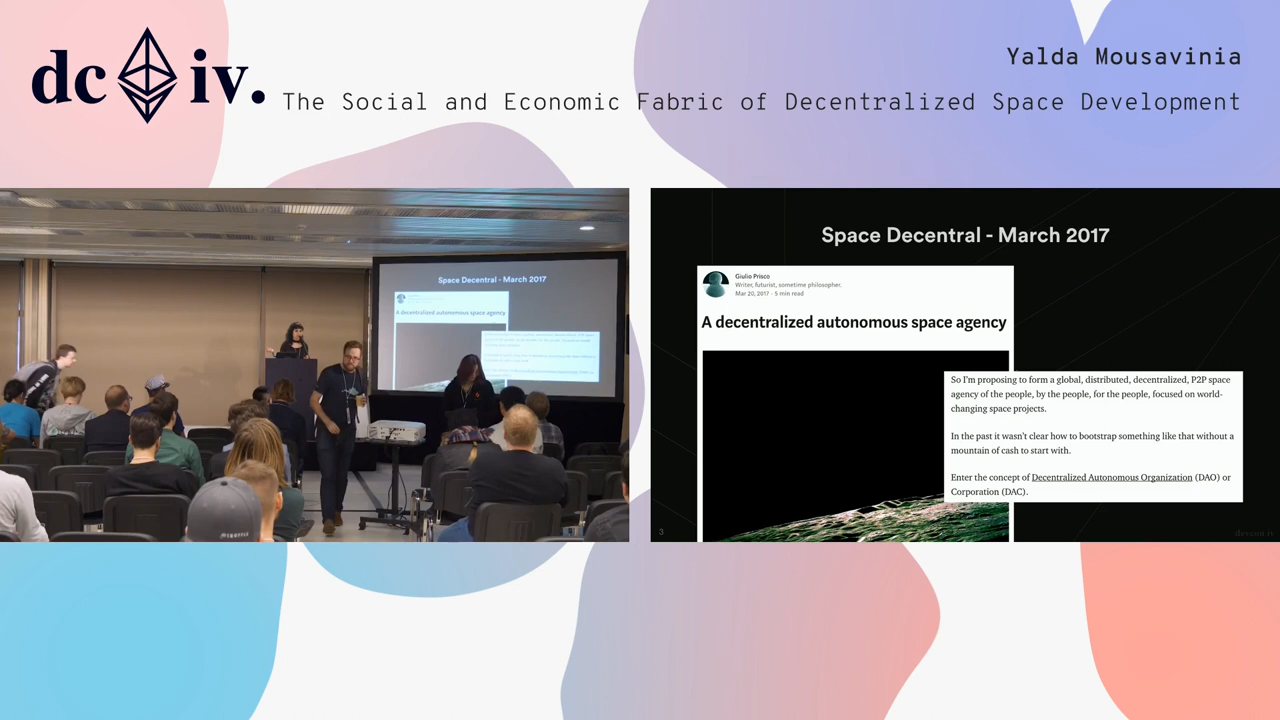 dc iv.
Yalda Mousavinia
The Social and Economic Fabric of Decentralized Space Development
Space Decentral - March 2017
A decentralized autonomous space agency
Space Decentral - March 2017
Giulio Prisco
Writer, futurist, sometime philosopher.
Mar 20, 2017 · 5 min read
A decentralized autonomous space agency
So I'm proposing to form a global, distributed, decentralized, P2P space
agency of the people, by the people, for the people, focused on world-
changing space projects.
In the past it wasn't clear how to bootstrap something like that without a
mountain of cash to start with.
Enter the concept of Decentralized Autonomous Organization (DAO) or
Corporation (DAC).
3
devcon iv